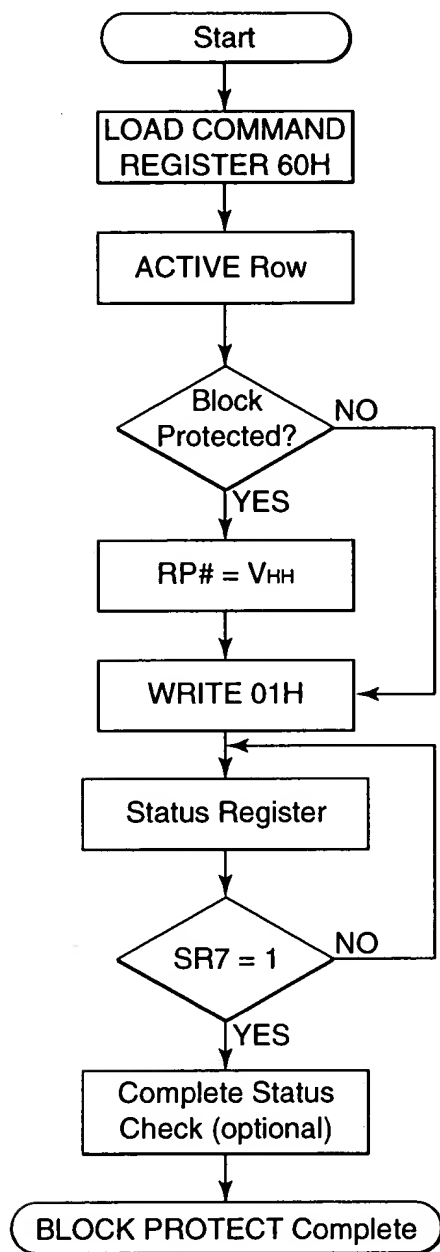 Start
LOAD COMMAND
REGISTER 60H
ACTIVE Row
Block
Protected?
NO
YES
RP# = VHH
WRITE 01H
Status Register
SR7 = 1
NO
YES
Complete Status
Check (optional)
BLOCK PROTECT Complete